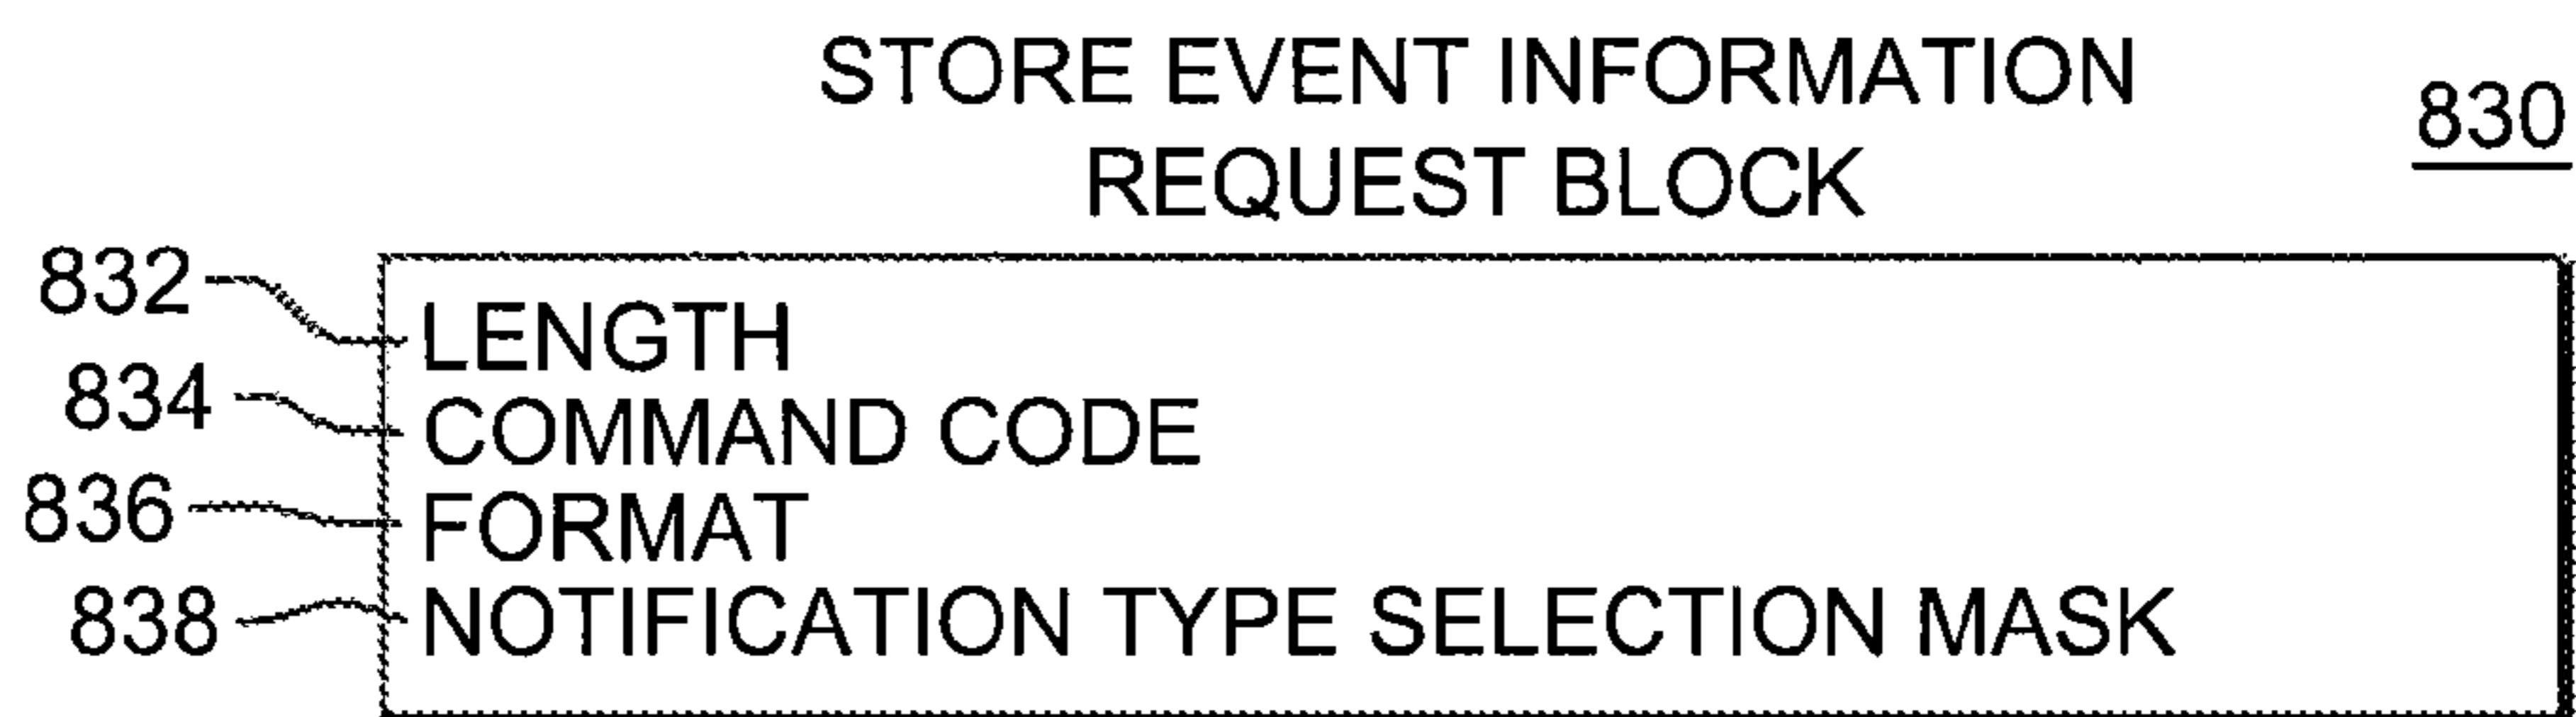 STORE EVENT INFORMATION
REQUEST BLOCK
830
832 LENGTH
834 COMMAND CODE
836 FORMAT
838 NOTIFICATION TYPE SELECTION MASK